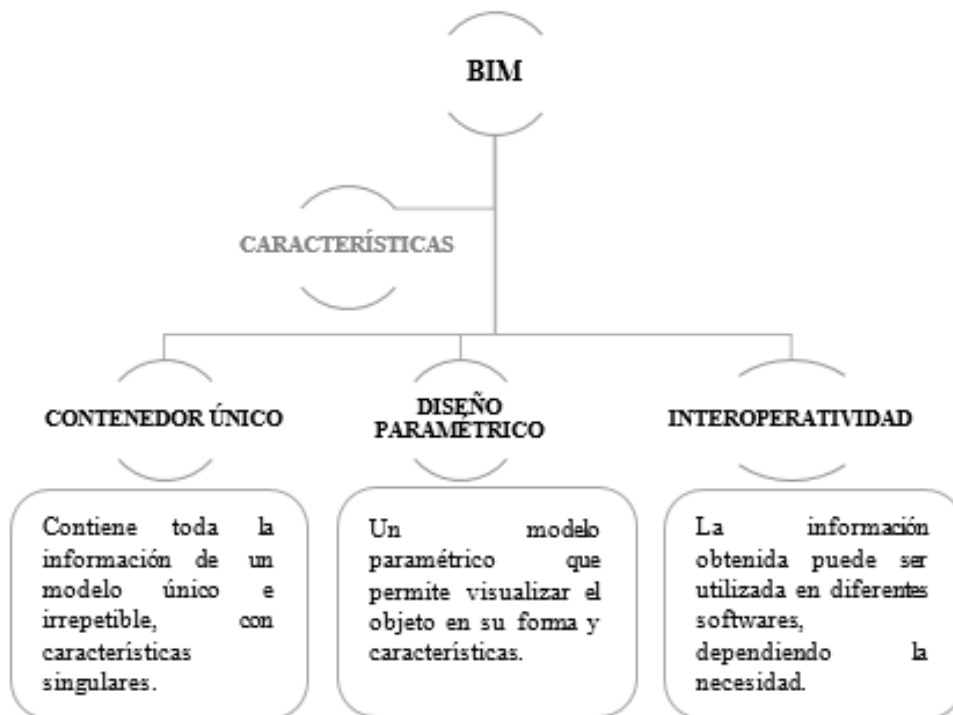 BIM
CARACTERÍSTICAS
CONTENEDOR ÚNICO
Contiene toda la
información de un
modelo único e
irrepetible, con
características
singulares.
DISEÑO
PARAMÉTRICO
Un modelo
paramétrico que
permite visualizar el
objeto en su forma y
características.
INTEROPERATIVIDAD
La información
obtenida puede ser
utilizada en diferentes
softwares,
dependiendo la
necesidad.